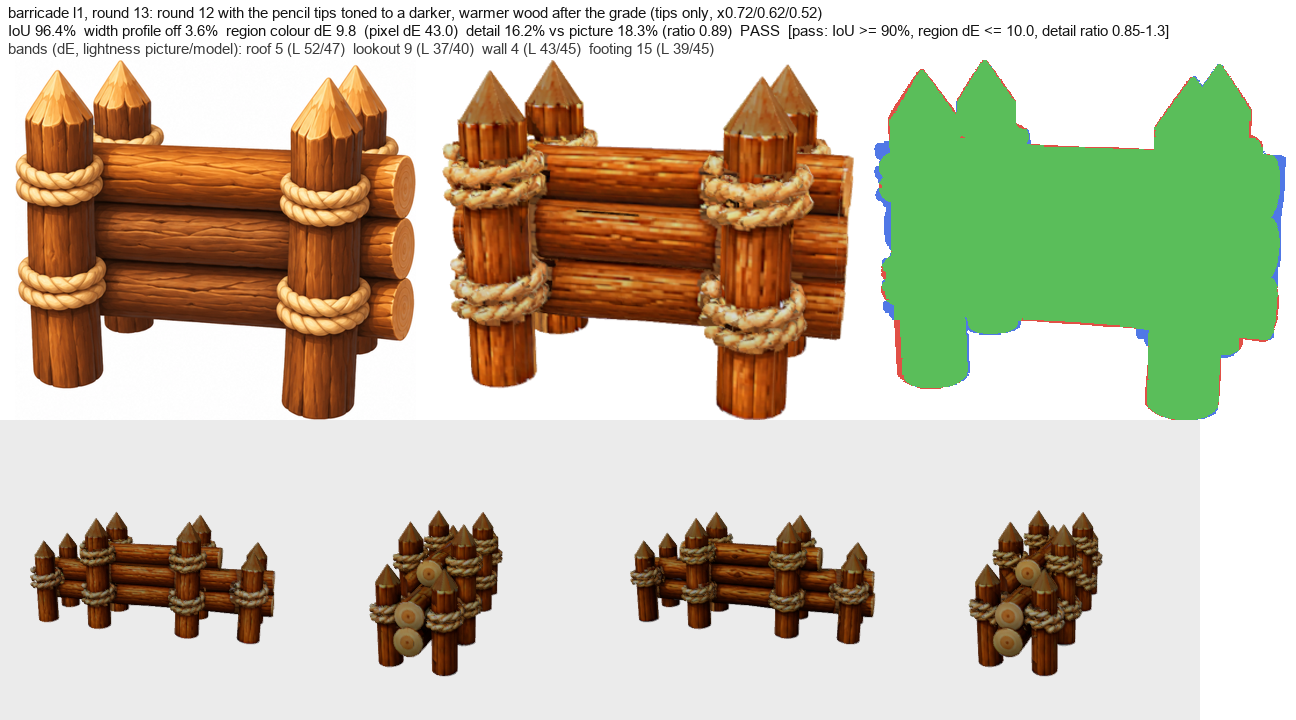 barricade l1, round 13: round 12 with the pencil tips toned to a darker, warmer wood after the grade (tips only, x0.72/0.62/0.52)
IoU 96.4%  width profile off 3.6%  region colour dE 9.8  (pixel dE 43.0)  detail 16.2% vs picture 18.3% (ratio 0.89)  PASS  [pass: IoU >= 90%, region dE <= 10.0, detail ratio 0.85-1.3]
bands (dE, lightness picture/model): roof 5 (L 52/47)  lookout 9 (L 37/40)  wall 4 (L 43/45)  footing 15 (L 39/45)